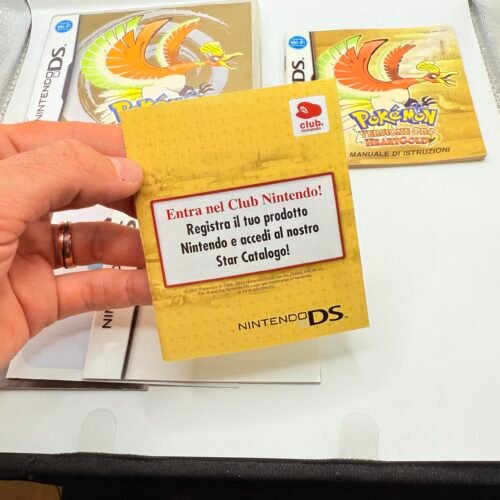 Wi-Fi
NINTENDO DS
Wi-Fi
NINTENDO DS
POKéMON
VERSIONE ORO
HEARTGOLD
MANUALE DI ISTRUZIONI
club.
nintendo
Entra nel Club Nintendo!
Registra il tuo prodotto
Nintendo e accedi al nostro
Star Catalogo!
NINTENDO DS